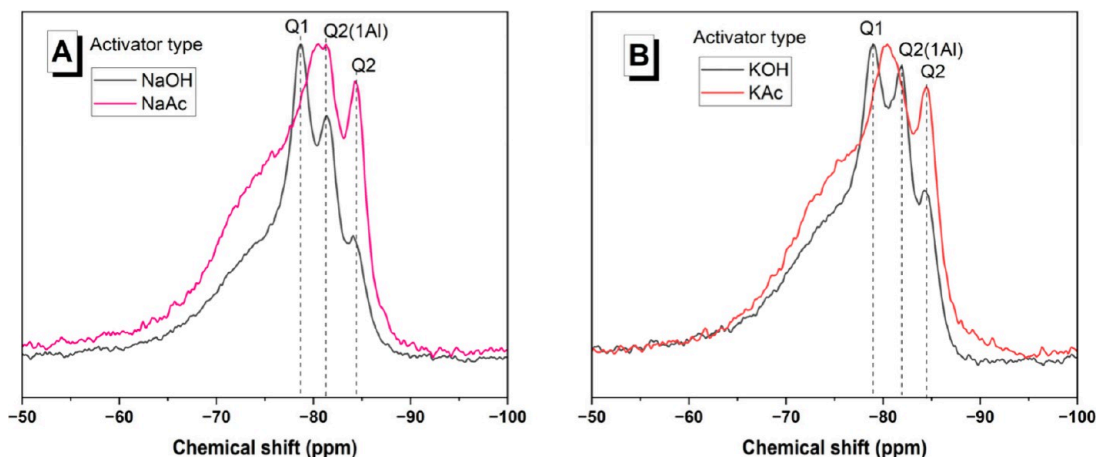 A
Activator type
NaOH
NaAc
Q1
Q2(1Al)
Q2
−50
−60
−70
−80
−90
−100
Chemical shift (ppm)
B
Activator type
KOH
KAc
Q1
Q2(1Al)
Q2
−50
−60
−70
−80
−90
−100
Chemical shift (ppm)